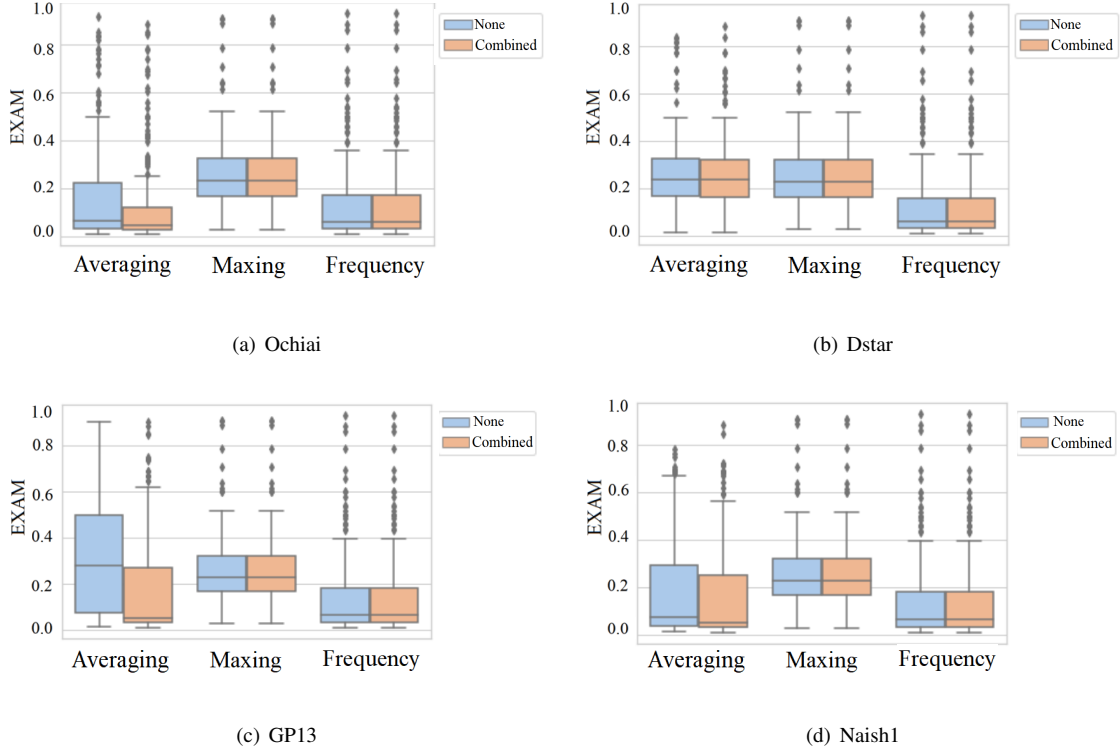 1.0
0.8
0.6
0.4
0.2
0.0
EXAM
Averaging Maxing Frequency
None
Combined
(a) Ochiai
1.0
0.8
0.6
0.4
0.2
0.0
EXAM
Averaging Maxing Frequency
None
Combined
(b) Dstar
1.0
0.8
0.6
0.4
0.2
0.0
EXAM
Averaging Maxing Frequency
None
Combined
(c) GP13
1.0
0.8
0.6
0.4
0.2
0.0
EXAM
Averaging Maxing Frequency
None
Combined
(d) Naish1